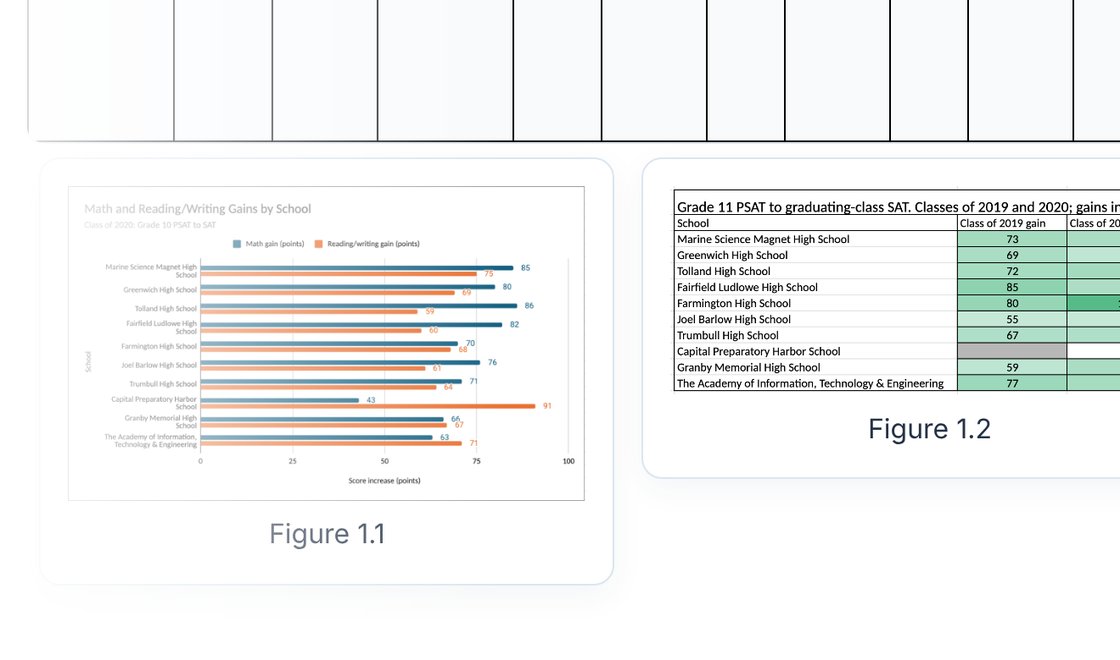 Math and Reading/Writing Gains by School
Class of 2020: Grade 10 PSAT to SAT
Math gain (points) Reading/writing gain (points)
Marine Science Magnet High
School
85
75
Greenwich High School
80
69
Tolland High School
86
59
Fairfield Ludlowe High
School
82
60
Farmington High School
70
68
Joel Barlow High School
76
61
Trumbull High School
71
64
Capital Preparatory Harbor
School
43
91
Granby Memorial High
School
66
67
The Academy of Information,
Technology & Engineering
63
71
School
0 25 50 75 100
Score increase (points)
Figure 1.1
Grade 11 PSAT to graduating-class SAT. Classes of 2019 and 2020; gains in
School Class of 2019 gain Class of 20
Marine Science Magnet High School 73
Greenwich High School 69
Tolland High School 72
Fairfield Ludlowe High School 85
Farmington High School 80
Joel Barlow High School 55
Trumbull High School 67
Capital Preparatory Harbor School
Granby Memorial High School 59
The Academy of Information, Technology & Engineering 77
Figure 1.2